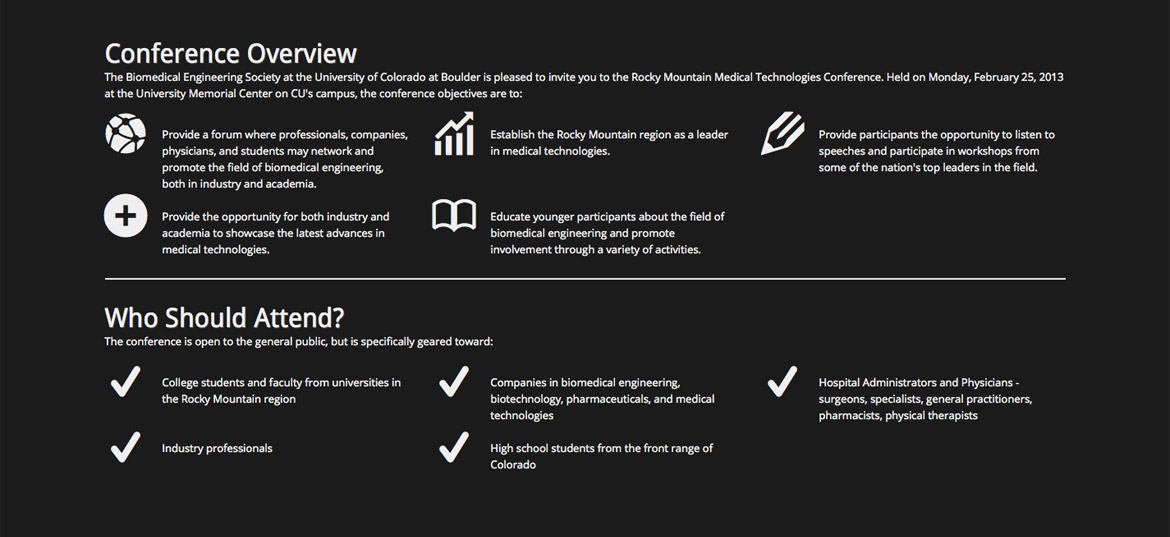 Conference Overview
The Biomedical Engineering Society at the University of Colorado at Boulder is pleased to invite you to the Rocky Mountain Medical Technologies Conference. Held on Monday, February 25, 2013
at the University Memorial Center on CU's campus, the conference objectives are to:
Provide a forum where professionals, companies,
physicians, and students may network and
promote the field of biomedical engineering,
both in industry and academia.
Establish the Rocky Mountain region as a leader
in medical technologies.
Provide participants the opportunity to listen to
speeches and participate in workshops from
some of the nation's top leaders in the field.
Provide the opportunity for both industry and
academia to showcase the latest advances in
medical technologies.
Educate younger participants about the field of
biomedical engineering and promote
involvement through a variety of activities.
Who Should Attend?
The conference is open to the general public, but is specifically geared toward:
College students and faculty from universities in
the Rocky Mountain region
Companies in biomedical engineering,
biotechnology, pharmaceuticals, and medical
technologies
Hospital Administrators and Physicians -
surgeons, specialists, general practitioners,
pharmacists, physical therapists
Industry professionals
High school students from the front range of
Colorado